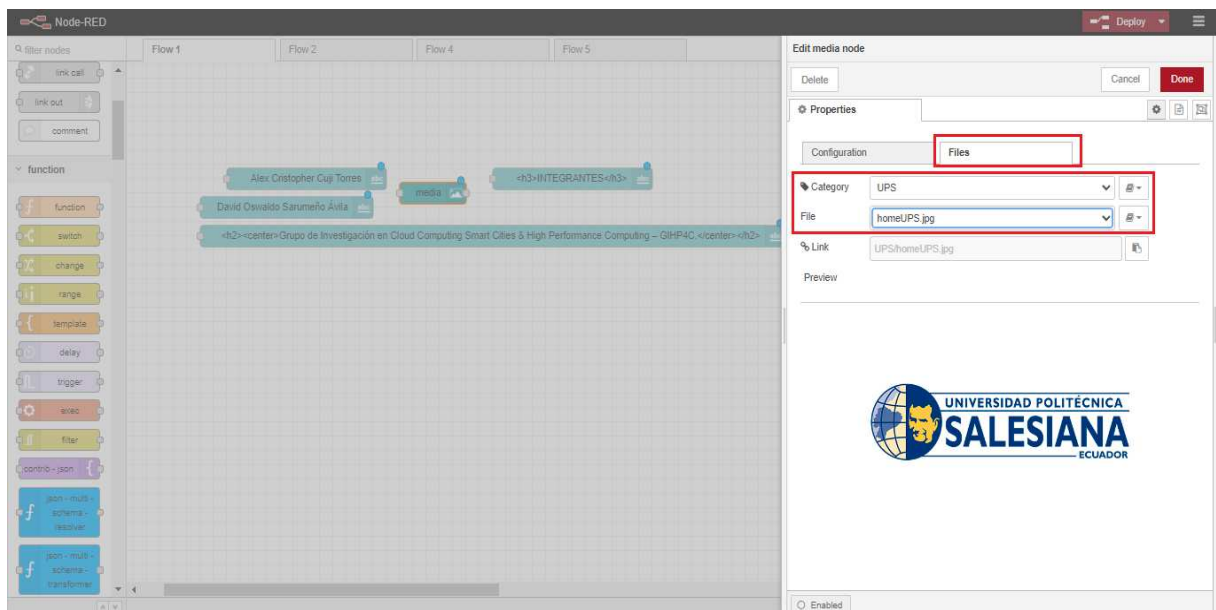 Node-RED
Deploy
filter nodes
link call
link out
comment
function
function
switch
change
range
template
delay
trigger
exec
filter
contrib - json
json - multi -
schema -
resolver
json - multi -
schema -
transformer
Flow 1
Flow 2
Flow 4
Flow 5
Alex Cristopher Cuji Torres
media
<h3>INTEGRANTES</h3>
David Oswaldo Sarumeño Ávila
<h2><center>Grupo de Investigación en Cloud Computing Smart Cities & High Performance Computing – GIHP4C.</center></h2>
Edit media node
Delete
Cancel
Done
Properties
Configuration
Files
Category
UPS
File
homeUPS.jpg
Link
UPS/homeUPS.jpg
Preview
UNIVERSIDAD POLITÉCNICA
SALESIANA
ECUADOR
Enabled